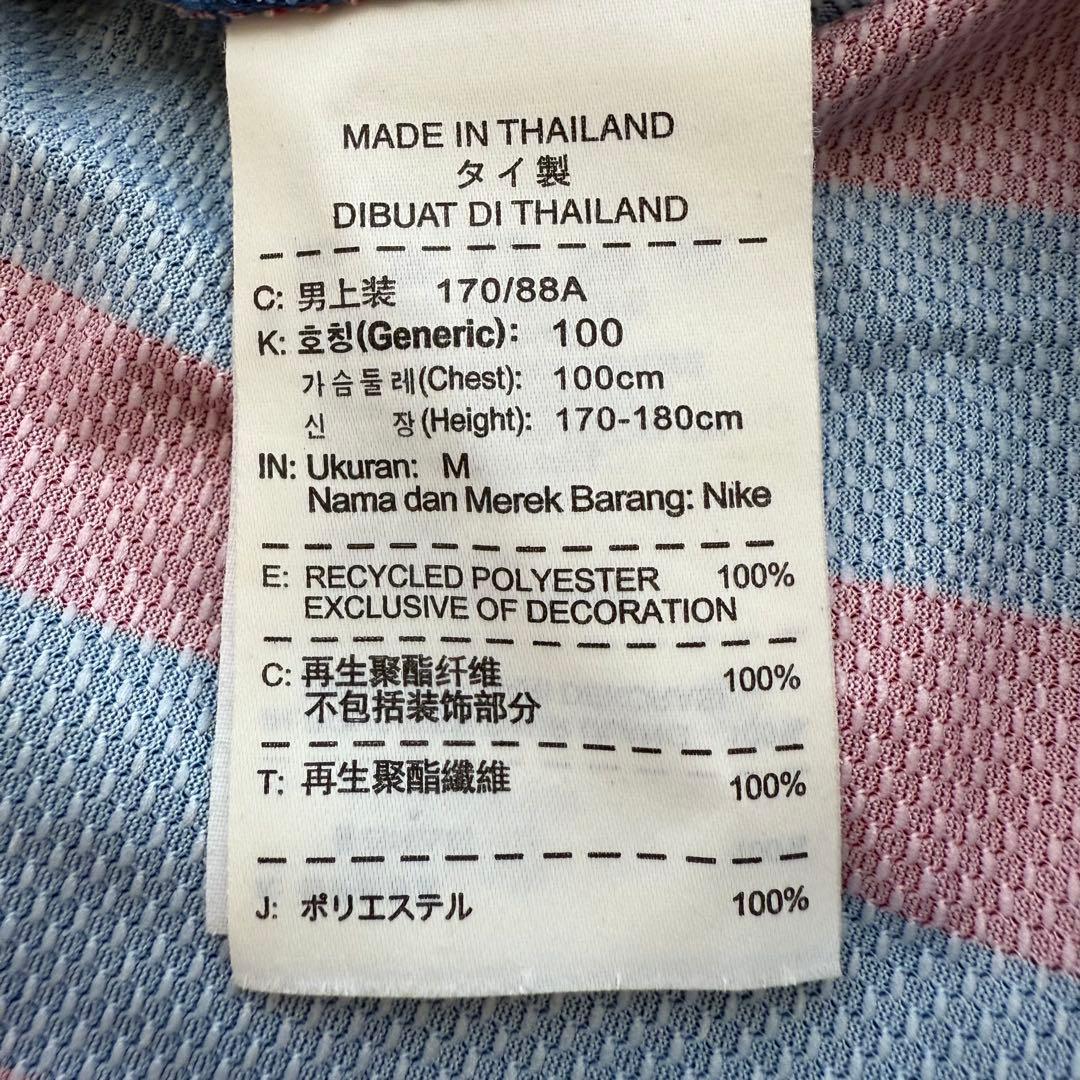 MADE IN THAILAND
タイ製
DIBUAT DI THAILAND
C: 男上装 170/88A
K: 호칭(Generic): 100
가슴둘레(Chest): 100cm
신 장(Height): 170-180cm
IN: Ukuran: M
Nama dan Merek Barang: Nike
E: RECYCLED POLYESTER 100%
EXCLUSIVE OF DECORATION
C: 再生聚酯纤维 100%
不包括装饰部分
T: 再生聚酯纖維 100%
J: ポリエステル 100%